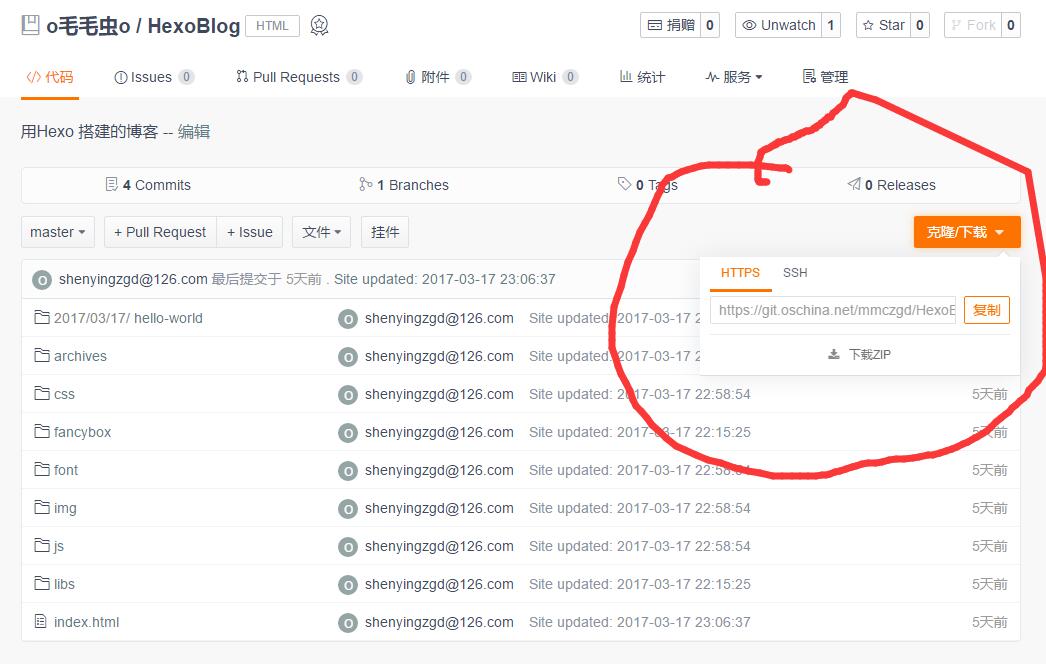 o毛毛虫o / HexoBlog HTML 捐赠 0 Unwatch 1 Star 0 Fork 0
代码 Issues 0 Pull Requests 0 附件 0 Wiki 0 统计 服务 管理
用Hexo 搭建的博客 -- 编辑
4 Commits 1 Branches 0 Tags 0 Releases
master + Pull Request + Issue 文件 挂件 克隆/下载
o shenyingzgd@126.com 最后提交于 5天前 . Site updated: 2017-03-17 23:06:37
HTTPS SSH
https://git.oschina.net/mmczgd/HexoB 复制
下载ZIP
2017/03/17/ hello-world o shenyingzgd@126.com Site updated: 2017-03-17 2
archives o shenyingzgd@126.com Site updated: 2017-03-17 2
css o shenyingzgd@126.com Site updated: 2017-03-17 22:58:54 5天前
fancybox o shenyingzgd@126.com Site updated: 2017-03-17 22:15:25 5天前
font o shenyingzgd@126.com Site updated: 2017-03-17 22:58:54 5天前
img o shenyingzgd@126.com Site updated: 2017-03-17 22:58:54 5天前
js o shenyingzgd@126.com Site updated: 2017-03-17 22:58:54 5天前
libs o shenyingzgd@126.com Site updated: 2017-03-17 22:15:25 5天前
index.html o shenyingzgd@126.com Site updated: 2017-03-17 23:06:37 5天前